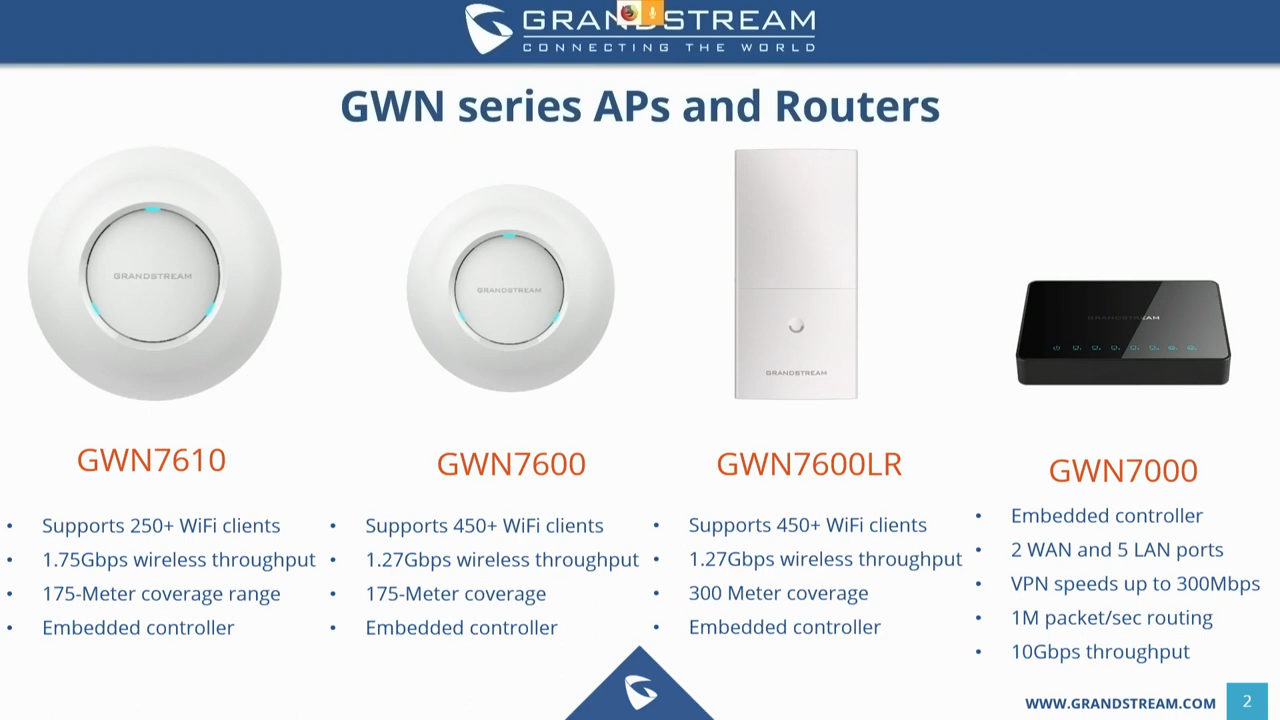 GRANDSTREAM
CONNECTING THE WORLD
GWN series APs and Routers
GRANDSTREAM
GRANDSTREAM
GRANDSTREAM
GRANDSTREAM
GWN7610
• Supports 250+ WiFi clients
• 1.75Gbps wireless throughput
• 175-Meter coverage range
• Embedded controller
GWN7600
• Supports 450+ WiFi clients
• 1.27Gbps wireless throughput
• 175-Meter coverage
• Embedded controller
GWN7600LR
• Supports 450+ WiFi clients
• 1.27Gbps wireless throughput
• 300 Meter coverage
• Embedded controller
GWN7000
• Embedded controller
• 2 WAN and 5 LAN ports
• VPN speeds up to 300Mbps
• 1M packet/sec routing
• 10Gbps throughput
WWW.GRANDSTREAM.COM
2